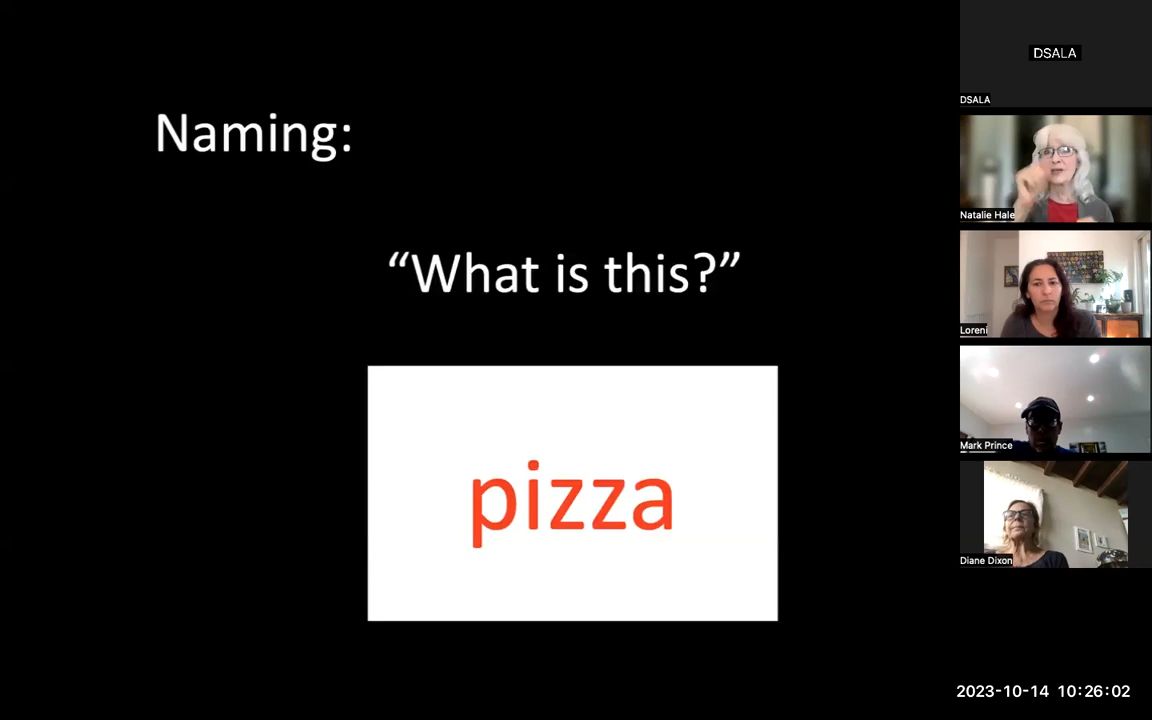 Naming:
“What is this?”
pizza
DSALA
DSALA
Natalie Hale
Loreni
Mark Prince
Diane Dixon
2023-10-14 10:26:02